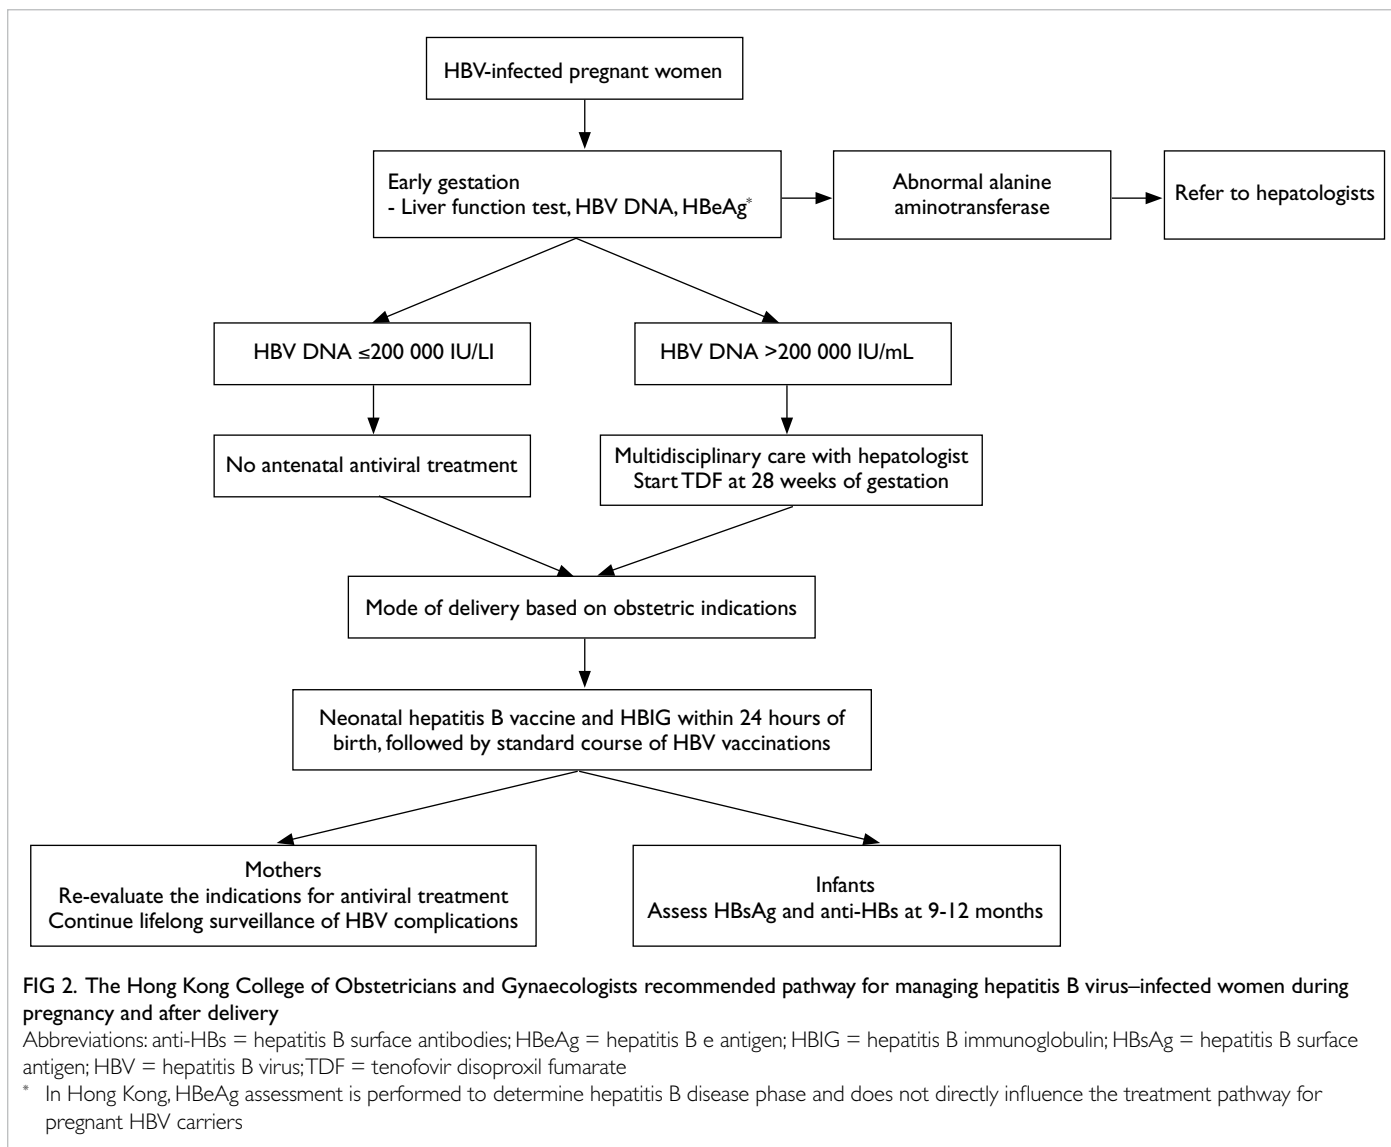 HBV-infected pregnant women
Early gestation
- Liver function test, HBV DNA, HBeAg*
Abnormal alanine
aminotransferase
Refer to hepatologists
HBV DNA ≤200 000 IU/LI
HBV DNA >200 000 IU/mL
No antenatal antiviral treatment
Multidisciplinary care with hepatologist
Start TDF at 28 weeks of gestation
Mode of delivery based on obstetric indications
Neonatal hepatitis B vaccine and HBIG within 24 hours of
birth, followed by standard course of HBV vaccinations
Mothers
Re-evaluate the indications for antiviral treatment
Continue lifelong surveillance of HBV complications
Infants
Assess HBsAg and anti-HBs at 9-12 months
FIG 2. The Hong Kong College of Obstetricians and Gynaecologists recommended pathway for managing hepatitis B virus–infected women during
pregnancy and after delivery
Abbreviations: anti-HBs = hepatitis B surface antibodies; HBeAg = hepatitis B e antigen; HBIG = hepatitis B immunoglobulin; HBsAg = hepatitis B surface
antigen; HBV = hepatitis B virus; TDF = tenofovir disoproxil fumarate
* In Hong Kong, HBeAg assessment is performed to determine hepatitis B disease phase and does not directly influence the treatment pathway for
pregnant HBV carriers